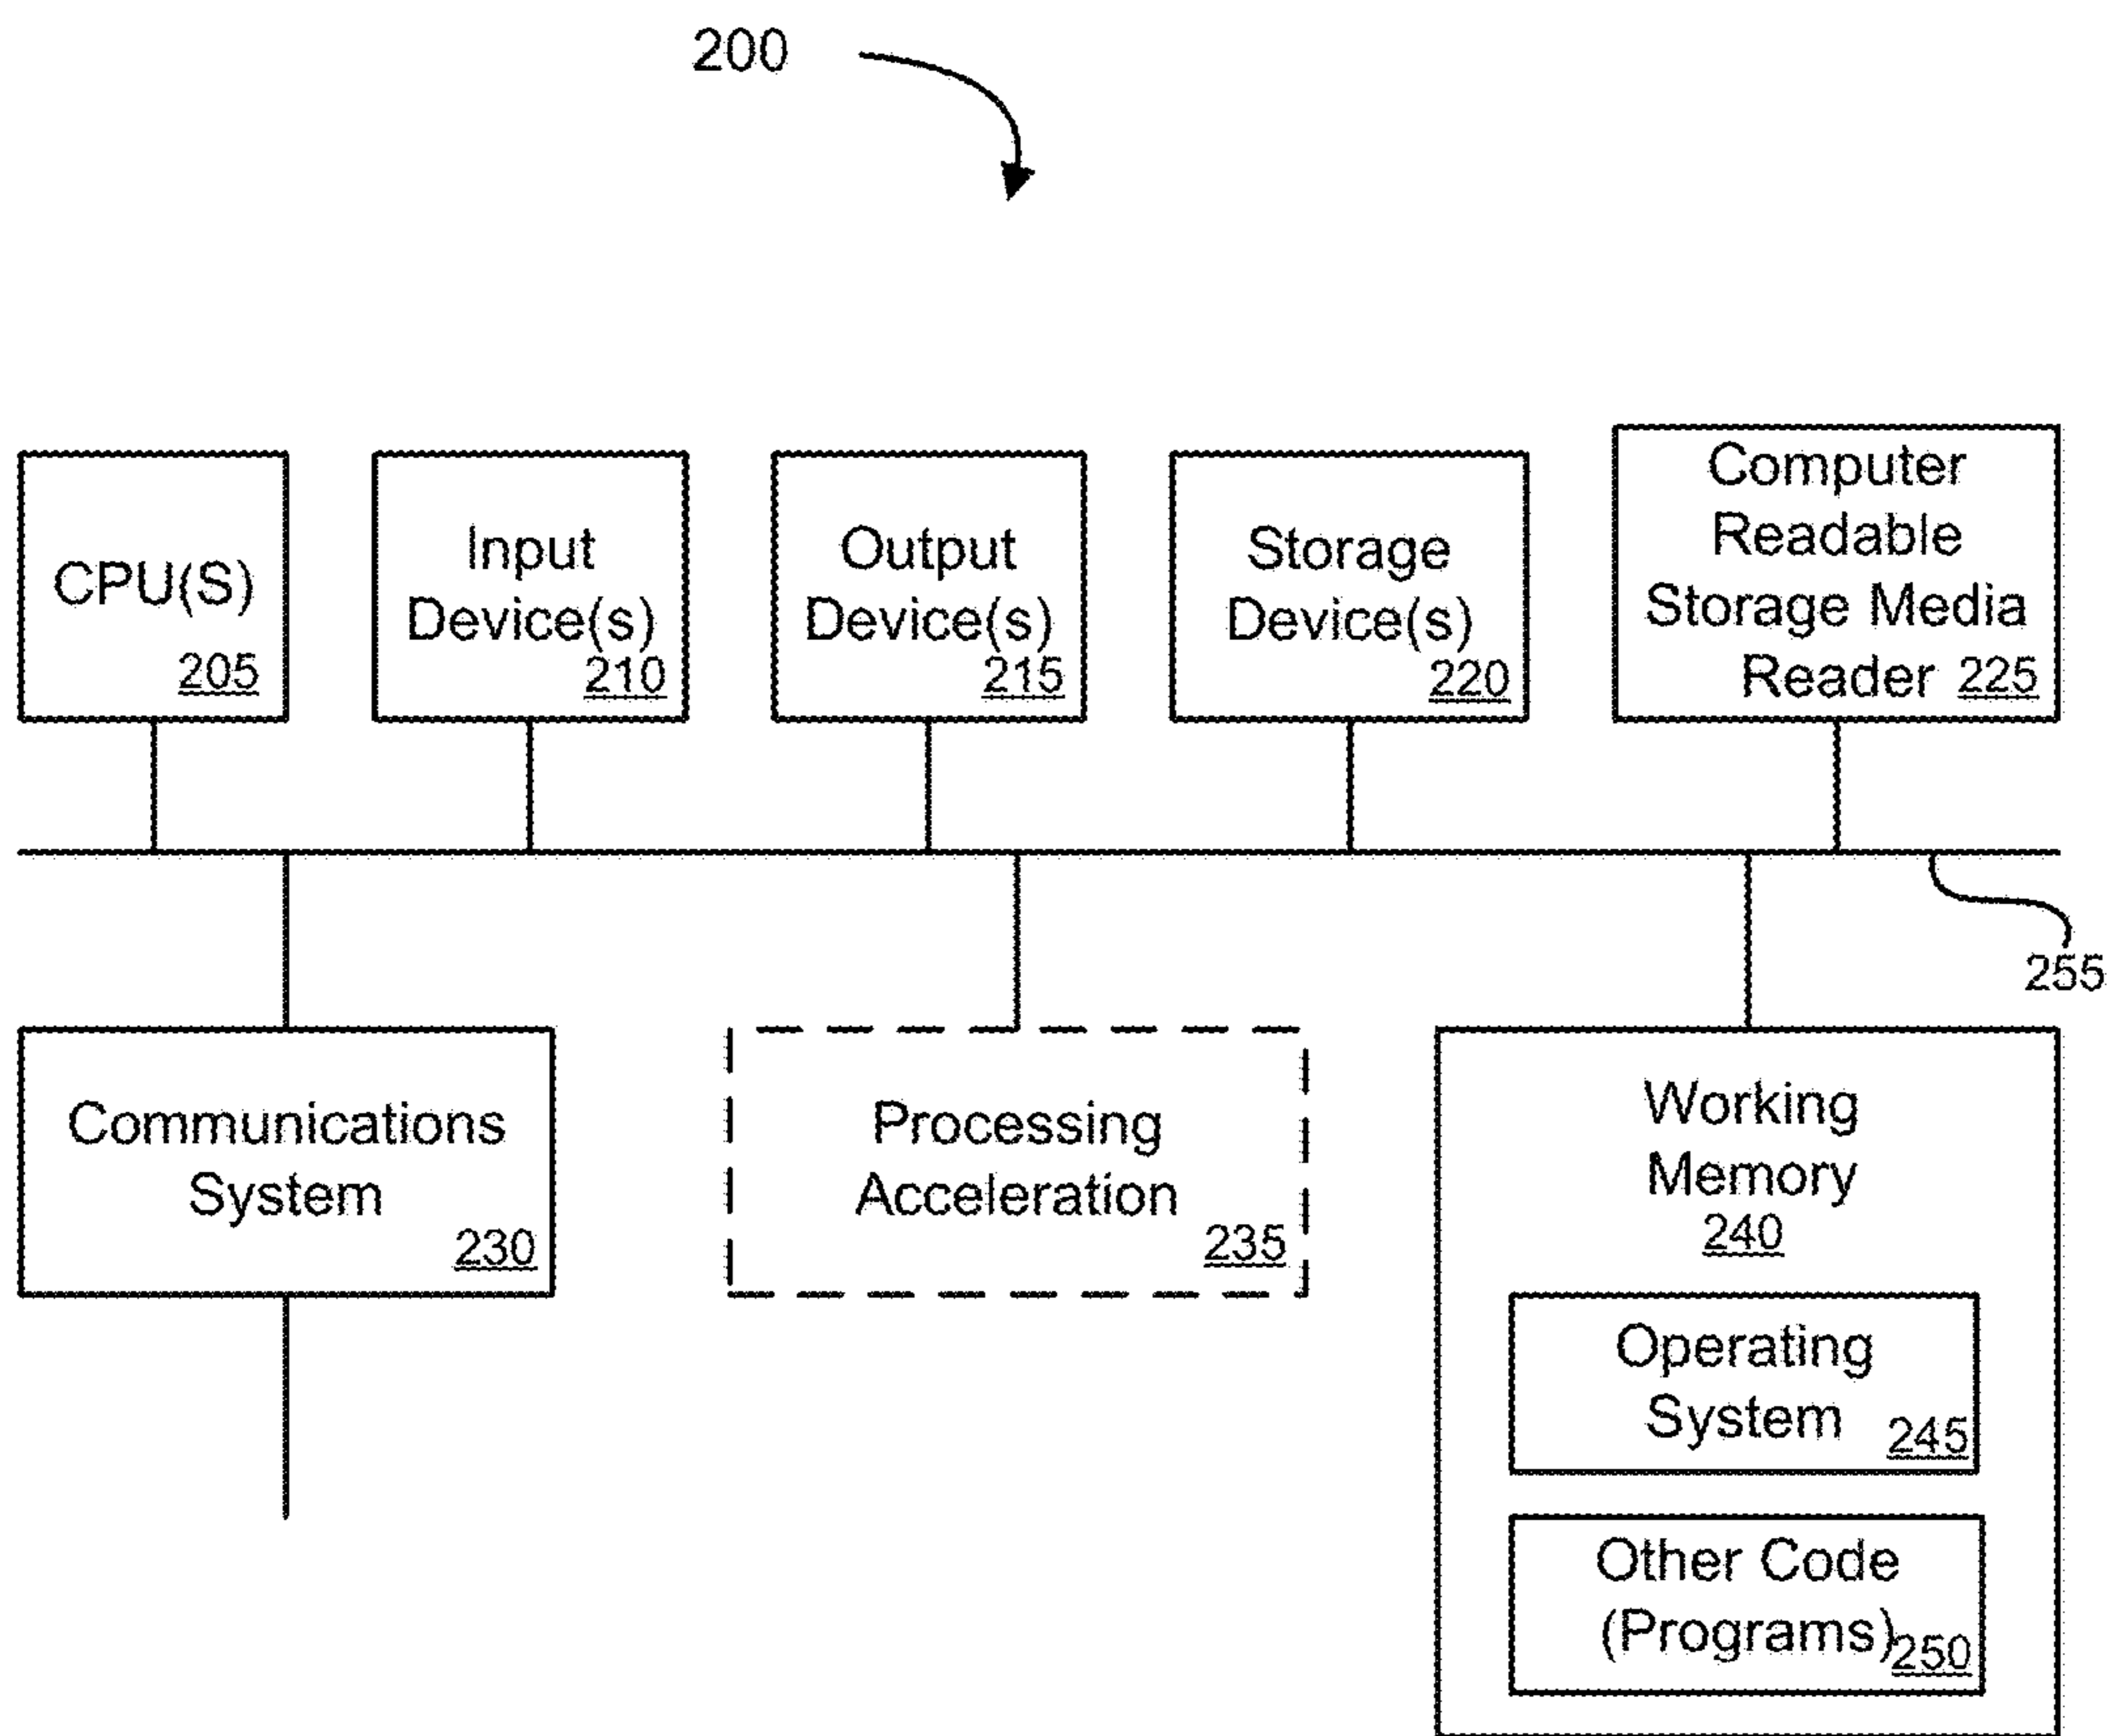 200
CPU(S)
205
Input
Device(s)
210
Output
Device(s)
215
Storage
Device(s)
220
Computer
Readable
Storage Media
Reader 225
255
Communications
System
230
Processing
Acceleration
235
Working
Memory
240
Operating
System
245
Other Code
(Programs)
250